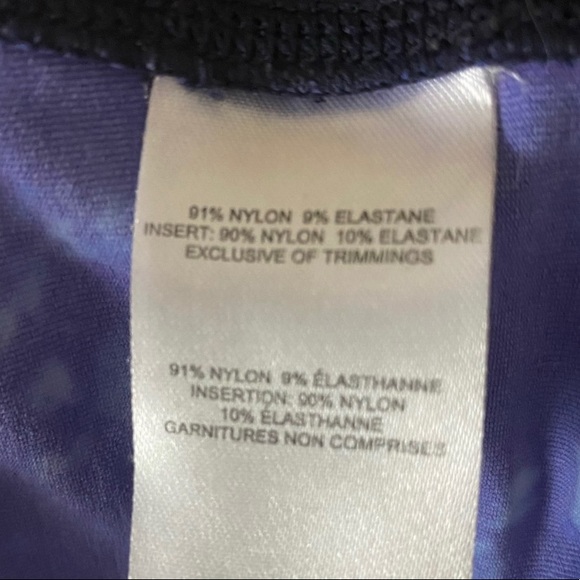 91% NYLON 9% ELASTANE
INSERT: 90% NYLON 10% ELASTANE
EXCLUSIVE OF TRIMMINGS
91% NYLON 9% ÉLASTHANNE
INSERTION: 90% NYLON
10% ÉLASTHANNE
GARNITURES NON COMPRISES